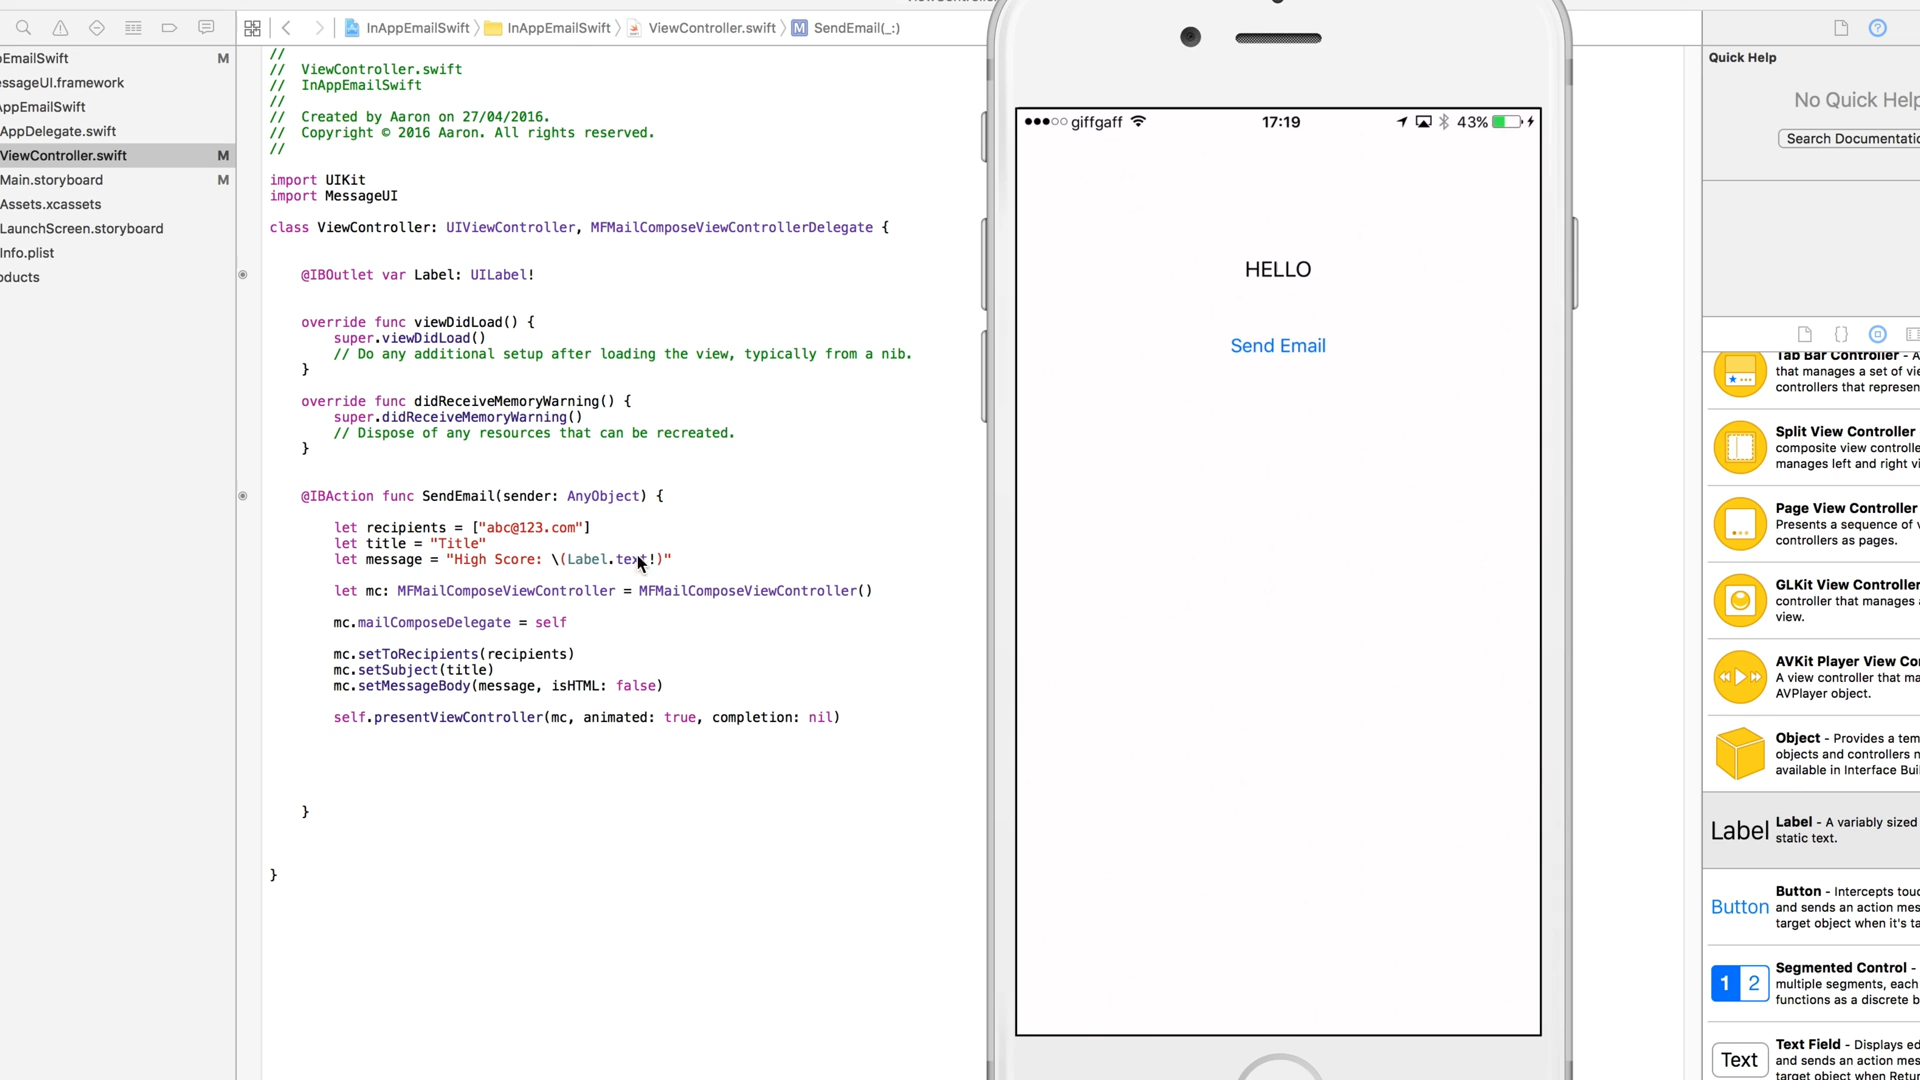 InAppEmailSwift InAppEmailSwift ViewController.swift M SendEmail(_:)
EmailSwift M
ssageUI.framework
AppEmailSwift
AppDelegate.swift
ViewController.swift M
Main.storyboard M
Assets.xcassets
LaunchScreen.storyboard
Info.plist
oducts
//
// ViewController.swift
// InAppEmailSwift
//
// Created by Aaron on 27/04/2016.
// Copyright © 2016 Aaron. All rights reserved.
//
import UIKit
import MessageUI
class ViewController: UIViewController, MFMailComposeViewControllerDelegate {
@IBOutlet var Label: UILabel!
override func viewDidLoad() {
super.viewDidLoad()
// Do any additional setup after loading the view, typically from a nib.
}
override func didReceiveMemoryWarning() {
super.didReceiveMemoryWarning()
// Dispose of any resources that can be recreated.
}
@IBAction func SendEmail(sender: AnyObject) {
let recipients = ["abc@123.com"]
let title = "Title"
let message = "High Score: \(Label.text!)"
let mc: MFMailComposeViewController = MFMailComposeViewController()
mc.mailComposeDelegate = self
mc.setToRecipients(recipients)
mc.setSubject(title)
mc.setMessageBody(message, isHTML: false)
self.presentViewController(mc, animated: true, completion: nil)
}
}
giffgaff 17:19 43%
HELLO
Send Email
Quick Help
No Quick Help
Search Documentatio
Tab Bar Controller - A
that manages a set of vie
controllers that represen
Split View Controller
composite view controlle
manages left and right vi
Page View Controller
Presents a sequence of v
controllers as pages.
GLKit View Controller
controller that manages a
view.
AVKit Player View Co
A view controller that ma
AVPlayer object.
Object - Provides a tem
objects and controllers n
available in Interface Bui
Label
Label - A variably sized
static text.
Button
Button - Intercepts touc
and sends an action mes
target object when it's ta
1 2
Segmented Control -
multiple segments, each
functions as a discrete b
Text
Text Field - Displays ed
and sends an action mes
target object when Retur